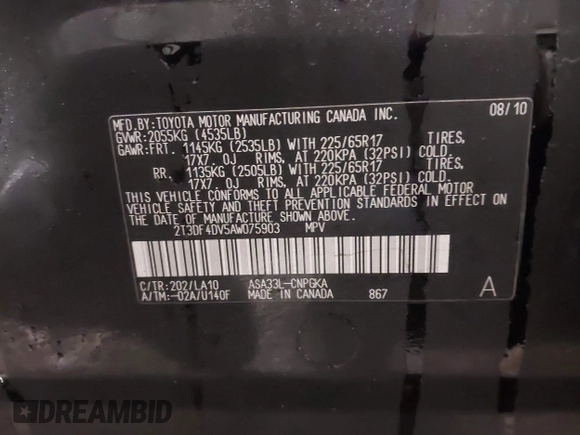 MFD.BY:TOYOTA MOTOR MANUFACTURING CANADA INC. 08/10
GVWR:2055KG (4535LB)
GAWR:FRT. 1145KG (2535LB) WITH 225/65R17 TIRES,
17X7.0J RIMS, AT 220KPA (32PSI) COLD
RR. 1135KG (2505LB) WITH 225/65R17 TIRES,
17X7.0J RIMS, AT 220KPA (32PSI) COLD
THIS VEHICLE CONFORMS TO ALL APPLICABLE FEDERAL MOTOR
VEHICLE SAFETY AND THEFT PREVENTION STANDARDS IN EFFECT
ON THE DATE OF MANUFACTURE SHOWN ABOVE.
2T3DF4DV5AW075903 MPV
C/TR:202/LA10 ASA33L-CNPGKA
A/TM:-02A/U140F MADE IN CANADA 867 A
DREAMBID